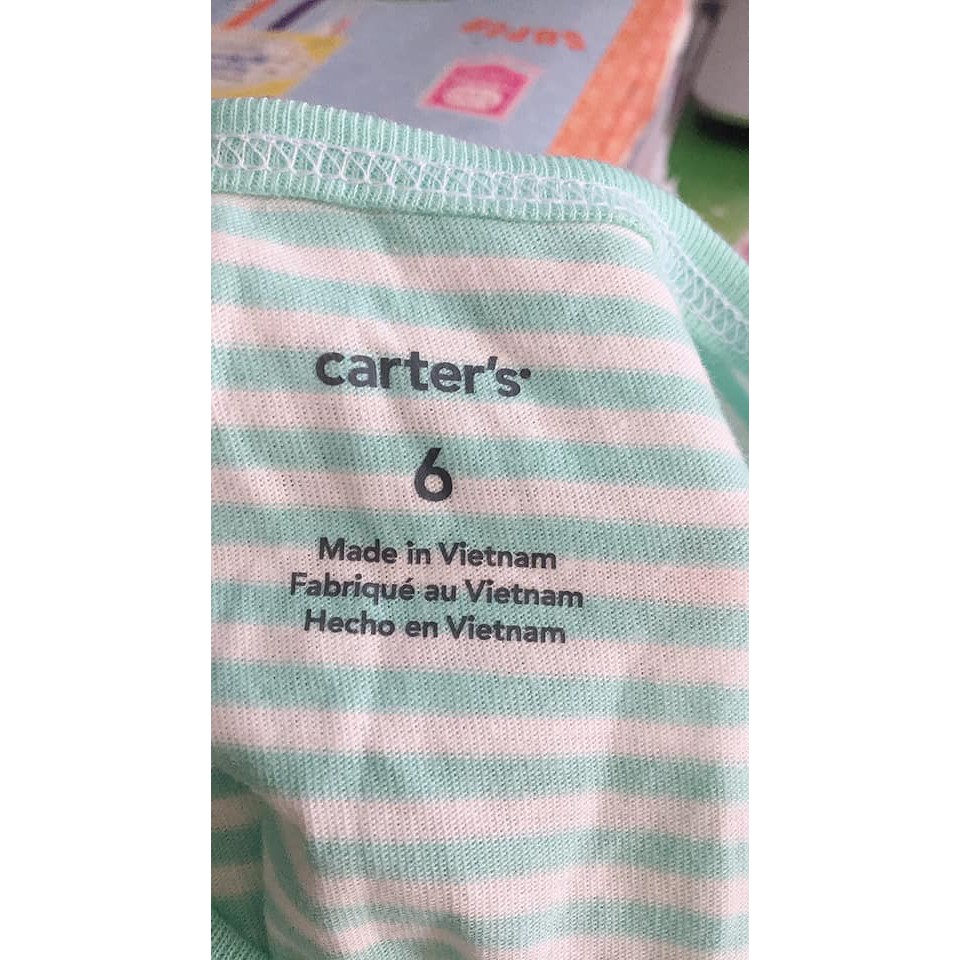 carter's
6
Made in Vietnam
Fabriqué au Vietnam
Hecho en Vietnam